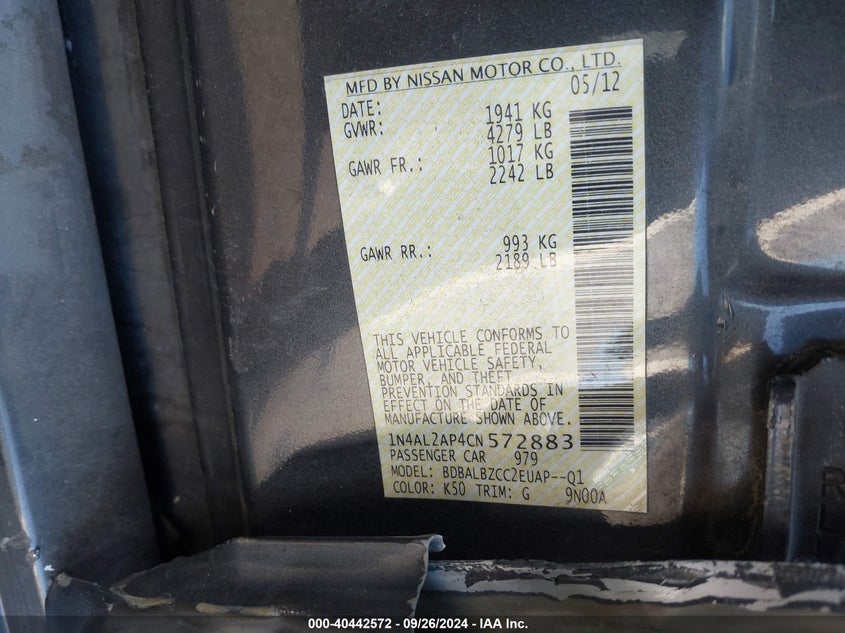 MFD BY NISSAN MOTOR CO., LTD.
DATE: 05/12
GVWR: 1941 KG
4279 LB
GAWR FR.: 1017 KG
2242 LB
GAWR RR.: 993 KG
2189 LB
THIS VEHICLE CONFORMS TO
ALL APPLICABLE FEDERAL
MOTOR VEHICLE SAFETY,
BUMPER, AND THEFT
PREVENTION STANDARDS IN
EFFECT ON THE DATE OF
MANUFACTURE SHOWN ABOVE.
1N4AL2AP4CN572883
PASSENGER CAR 979
MODEL: BDBALBZCC2EUAP--Q1
COLOR: K50 TRIM: G 9N00A
000-40442572 - 09/26/2024 - IAA Inc.